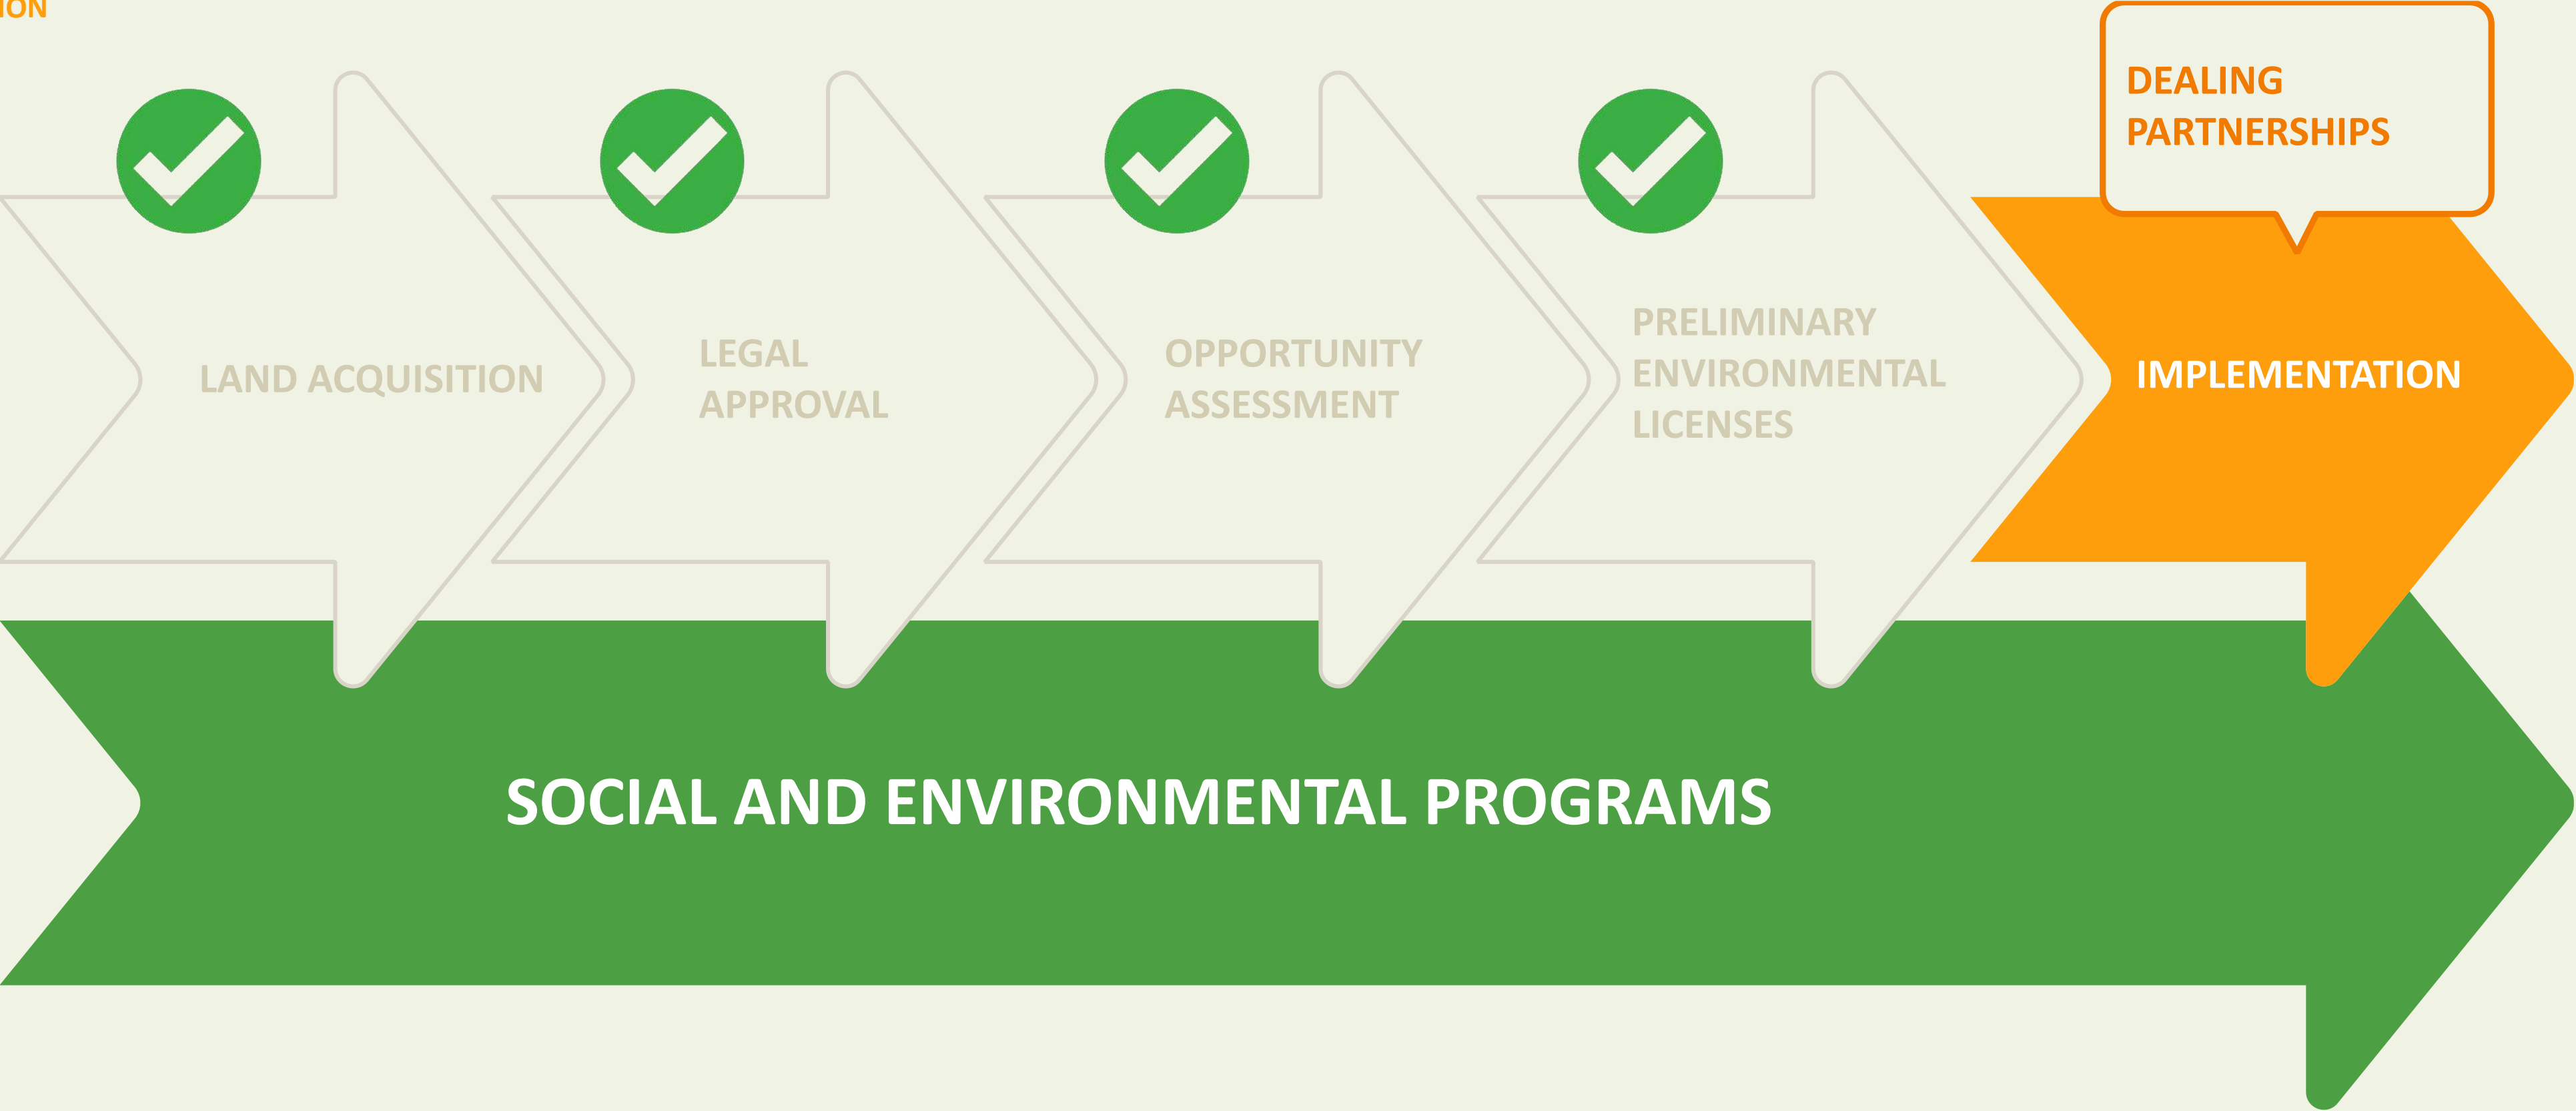 ION
DEALING
PARTNERSHIPS
LAND ACQUISITION
LEGAL
APPROVAL
OPPORTUNITY
ASSESSMENT
PRELIMINARY
ENVIRONMENTAL
LICENSES
IMPLEMENTATION
SOCIAL AND ENVIRONMENTAL PROGRAMS